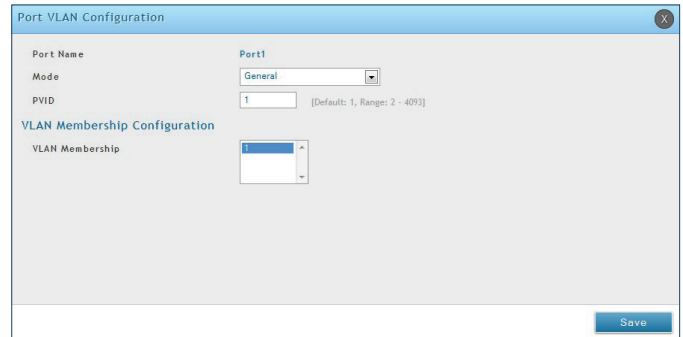 Port VLAN Configuration
X
Port Name Port1
Mode General
PVID 1 [Default: 1, Range: 2 - 4093]
VLAN Membership Configuration
VLAN Membership 1
Save